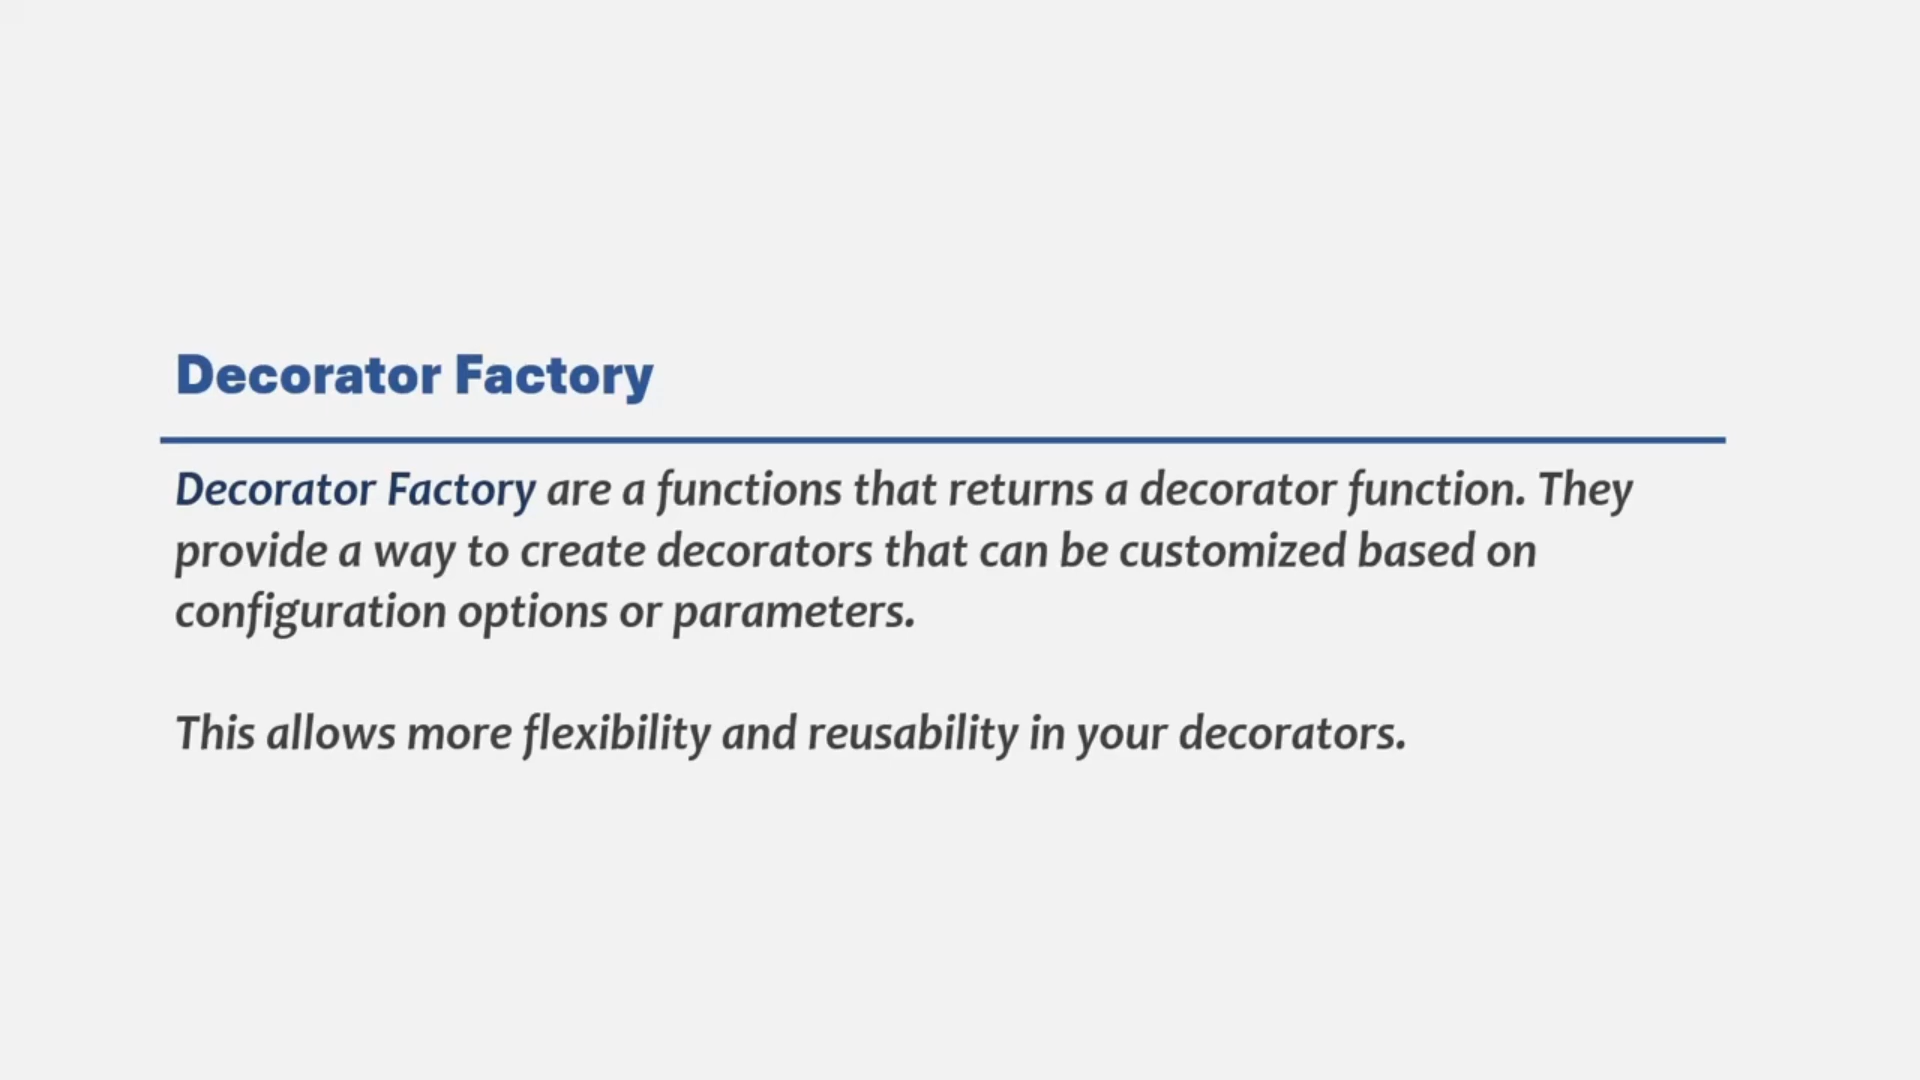 Decorator Factory
Decorator Factory are a functions that returns a decorator function. They
provide a way to create decorators that can be customized based on
configuration options or parameters.
This allows more flexibility and reusability in your decorators.